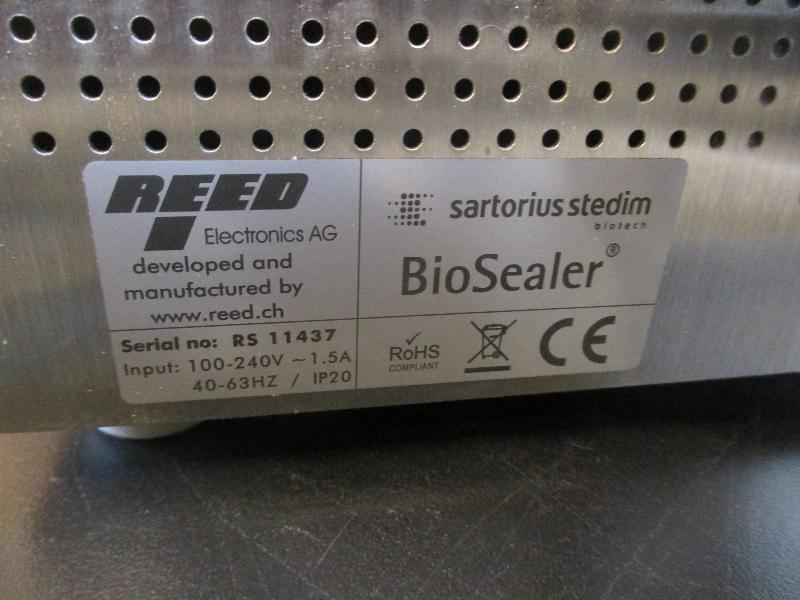 REED
Electronics AG
developed and
manufactured by
www.reed.ch
Serial no: RS 11437
Input: 100-240V ~ 1.5A
40-63HZ / IP20
sartorius stedim
biotech
BioSealer®
RoHS
COMPLIANT
CE